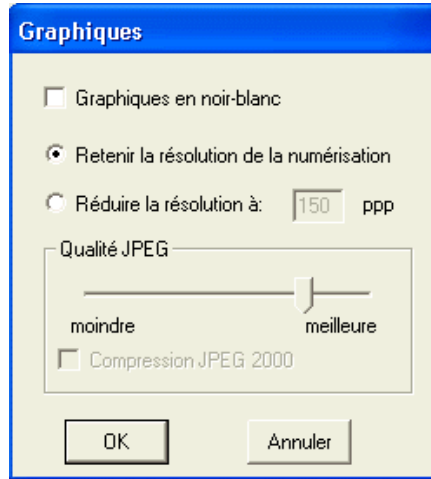 Graphiques
Graphiques en noir-blanc
Retenir la résolution de la numérisation
Réduire la résolution à: 150 ppp
Qualité JPEG
moindre meilleure
Compression JPEG 2000
OK Annuler